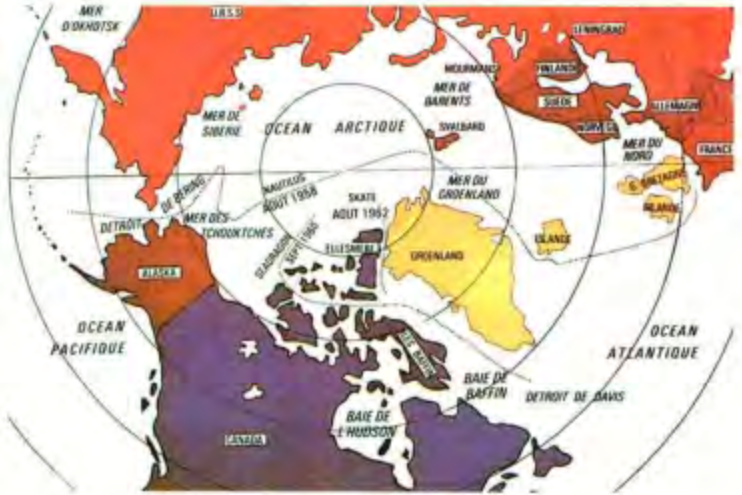 MER
D'OKHOTSK
U.R.S.S
LENINGRAD
MOURMANS
FINLANDE
MER DE
BARENTS
SUEDE
ALLEMAGN
MER DE
SIBERIE
OCEAN ARCTIQUE
SVALBARD
NORVEGE
MER DU
NORD
FRANCE
DETROIT DE BERING
NAUTILUS
AOUT 1958
SKATE
AOUT 1962
MER DU
GROENLAND
G. BRETAGNE
IRLANDE
MER DES
TCHOUKTCHES
SEADRAGON
SEPT. 1960
ELLESMERE
ISLANDE
GROENLAND
ALASKA
OCEAN
PACIFIQUE
OCEAN
ATLANTIQUE
BAFFIN
BAIE DE
BAFFIN
DETROIT DE DAVIS
BAIE DE
L'HUDSON
CANADA